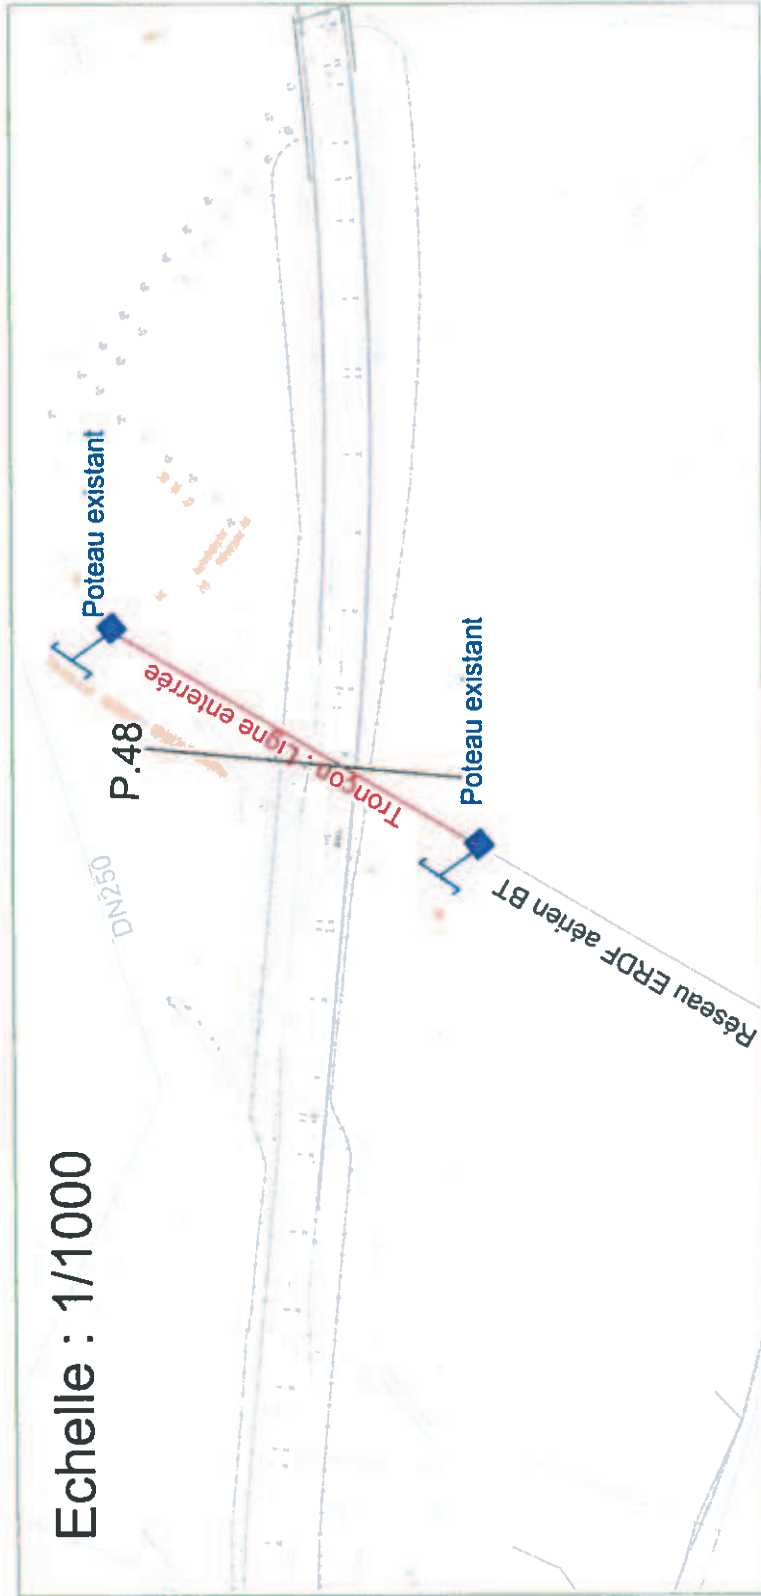 Echelle : 1/1000
DN250
P.48
Poteau existant
Tronçon : Ligne enterrée
Poteau existant
Réseau ERDF aérien BT